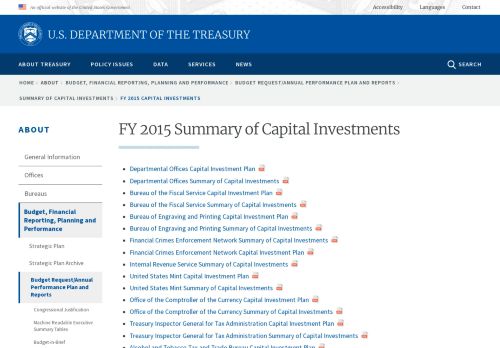 An official website of the United States Government
Accessibility
Languages
Contact
U.S. DEPARTMENT OF THE TREASURY
ABOUT TREASURY
POLICY ISSUES
DATA
SERVICES
NEWS
SEARCH
HOME
ABOUT
BUDGET, FINANCIAL REPORTING, PLANNING AND PERFORMANCE
BUDGET REQUEST/ANNUAL PERFORMANCE PLAN AND REPORTS
SUMMARY OF CAPITAL INVESTMENTS
FY 2015 CAPITAL INVESTMENTS
ABOUT
General Information
Offices
Bureaus
Budget, Financial
Reporting, Planning and
Performance
Strategic Plan
Strategic Plan Archive
Budget Request/Annual
Performance Plan and
Reports
Congressional Justification
Machine Readable Executive
Summary Tables
Budget-in-Brief
FY 2015 Summary of Capital Investments
Departmental Offices Capital Investment Plan
Departmental Offices Summary of Capital Investments
Bureau of the Fiscal Service Capital Investment Plan
Bureau of the Fiscal Service Summary of Capital Investments
Bureau of Engraving and Printing Capital Investment Plan
Bureau of Engraving and Printing Summary of Capital Investments
Financial Crimes Enforcement Network Summary of Capital Investments
Financial Crimes Enforcement Network Capital Investment Plan
Internal Revenue Service Summary of Capital Investments
United States Mint Capital Investment Plan
United States Mint Summary of Capital Investments
Office of the Comptroller of the Currency Capital Investment Plan
Office of the Comptroller of the Currency Summary of Capital Investments
Treasury Inspector General for Tax Administration Capital Investment Plan
Treasury Inspector General for Tax Administration Summary of Capital Investments
Alcohol and Tobacco Tax and Trade Bureau Capital Investment Plan